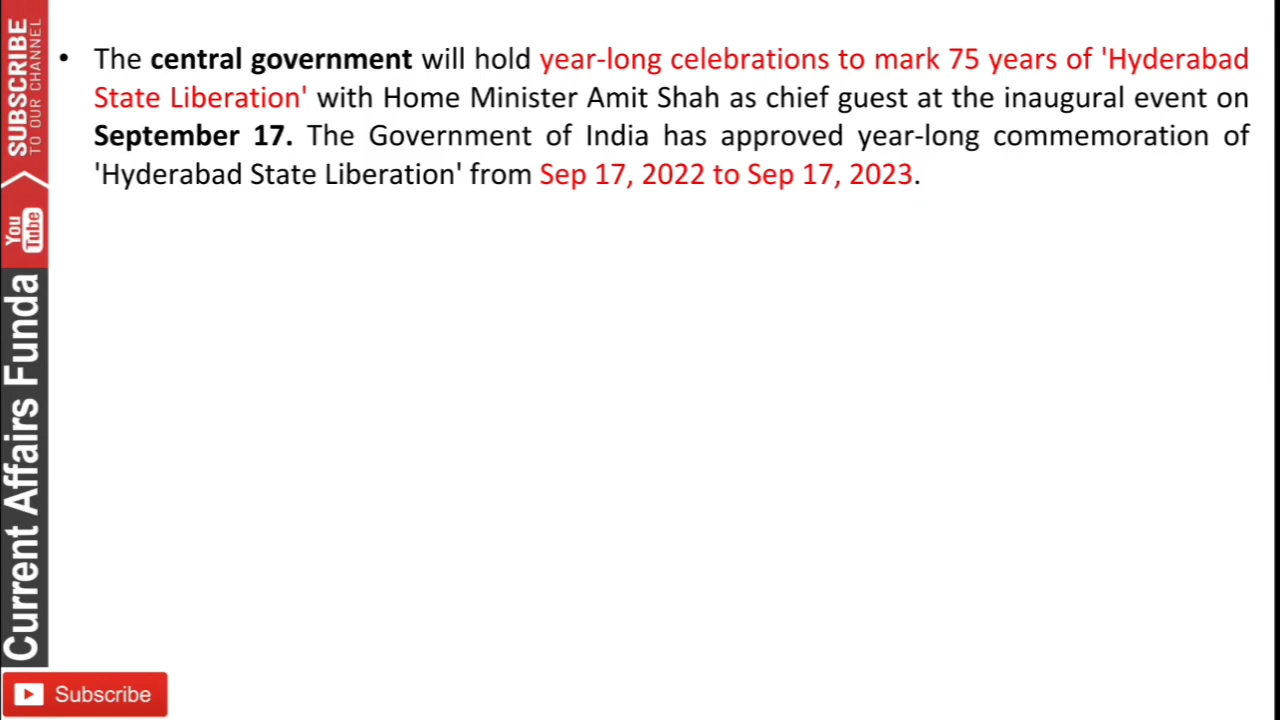 • The central government will hold year-long celebrations to mark 75 years of 'Hyderabad
State Liberation' with Home Minister Amit Shah as chief guest at the inaugural event on
September 17. The Government of India has approved year-long commemoration of
'Hyderabad State Liberation' from Sep 17, 2022 to Sep 17, 2023.
SUBSCRIBE
TO OUR CHANNEL
You
Tube
Current Affairs Funda
Subscribe